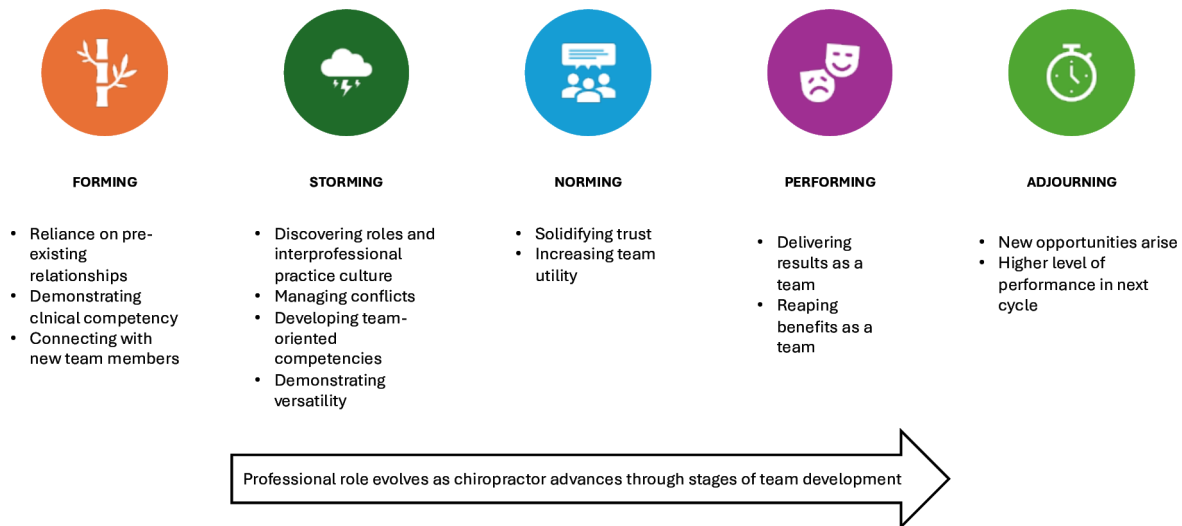 FORMING
• Reliance on pre-
existing
relationships
• Demonstrating
clnical competency
• Connecting with
new team members
STORMING
• Discovering roles and
interprofessional
practice culture
• Managing conflicts
• Developing team-
oriented
competencies
• Demonstrating
versatility
NORMING
• Solidifying trust
• Increasing team
utility
PERFORMING
• Delivering
results as a
team
• Reaping
benefits as a
team
ADJOURNING
• New opportunities arise
• Higher level of
performance in next
cycle
Professional role evolves as chiropractor advances through stages of team development